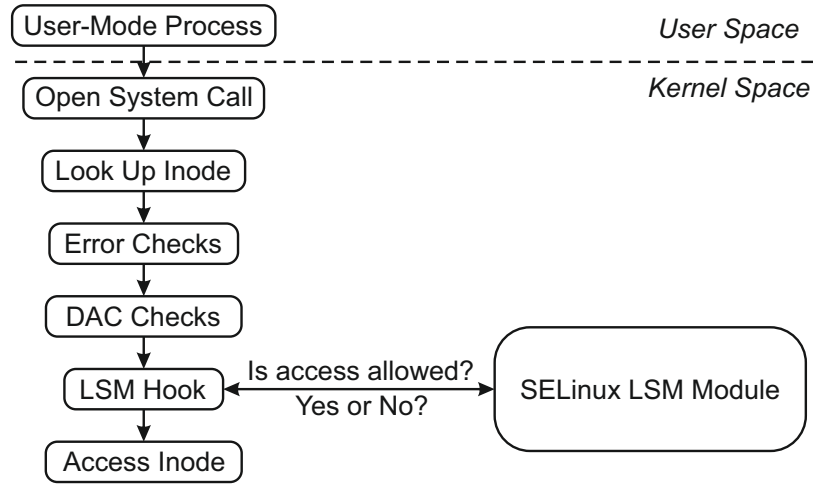 User-Mode Process
User Space
Open System Call
Kernel Space
Look Up Inode
Error Checks
DAC Checks
LSM Hook
Is access allowed?
Yes or No?
SELinux LSM Module
Access Inode